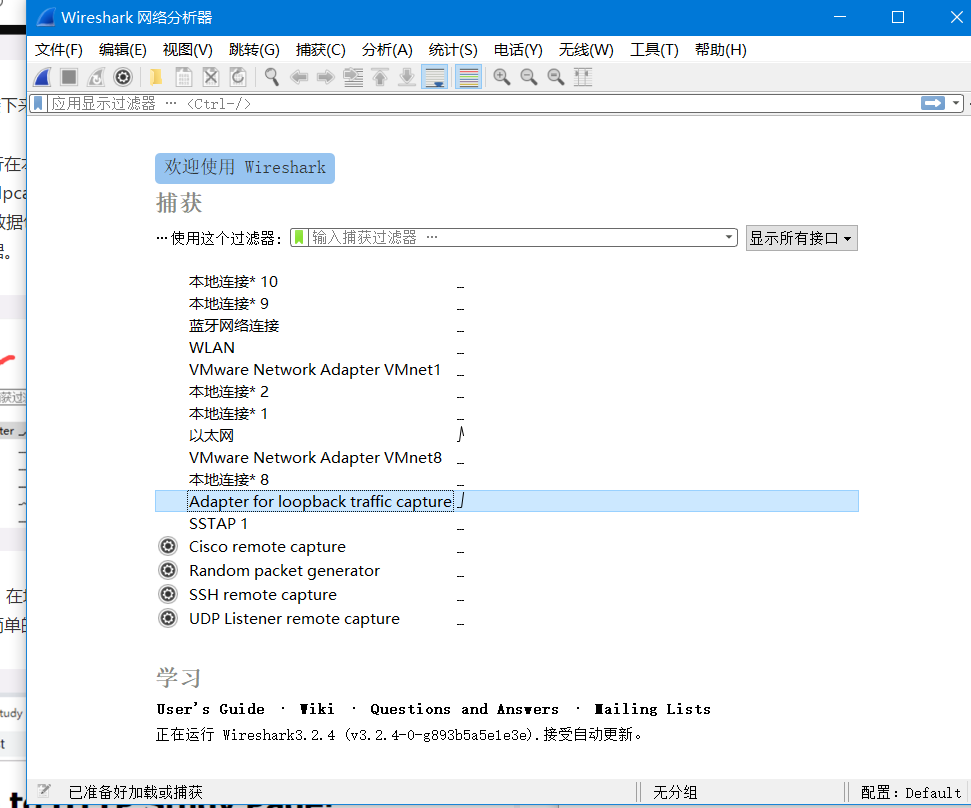 Wireshark 网络分析器
文件(F) 编辑(E) 视图(V) 跳转(G) 捕获(C) 分析(A) 统计(S) 电话(Y) 无线(W) 工具(T) 帮助(H)
应用显示过滤器 … <Ctrl-/>
欢迎使用 Wireshark
捕获
…使用这个过滤器: 输入捕获过滤器 … 显示所有接口
本地连接* 10
本地连接* 9
蓝牙网络连接
WLAN
VMware Network Adapter VMnet1
本地连接* 2
本地连接* 1
以太网
VMware Network Adapter VMnet8
本地连接* 8
Adapter for loopback traffic capture
SSTAP 1
Cisco remote capture
Random packet generator
SSH remote capture
UDP Listener remote capture
学习
User's Guide · Wiki · Questions and Answers · Mailing Lists
正在运行 Wireshark3.2.4 (v3.2.4-0-g893b5a5e1e3e).接受自动更新。
已准备好加载或捕获 无分组 配置：Default